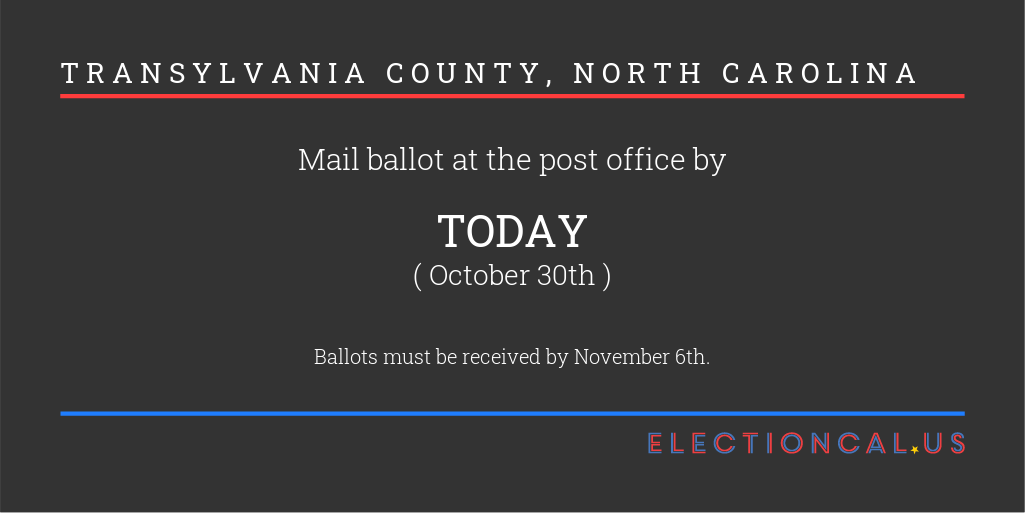 TRANSYLVANIA COUNTY, NORTH CAROLINA
Mail ballot at the post office by
TODAY
( October 30th )
Ballots must be received by November 6th.
ELECTIONCAL.US